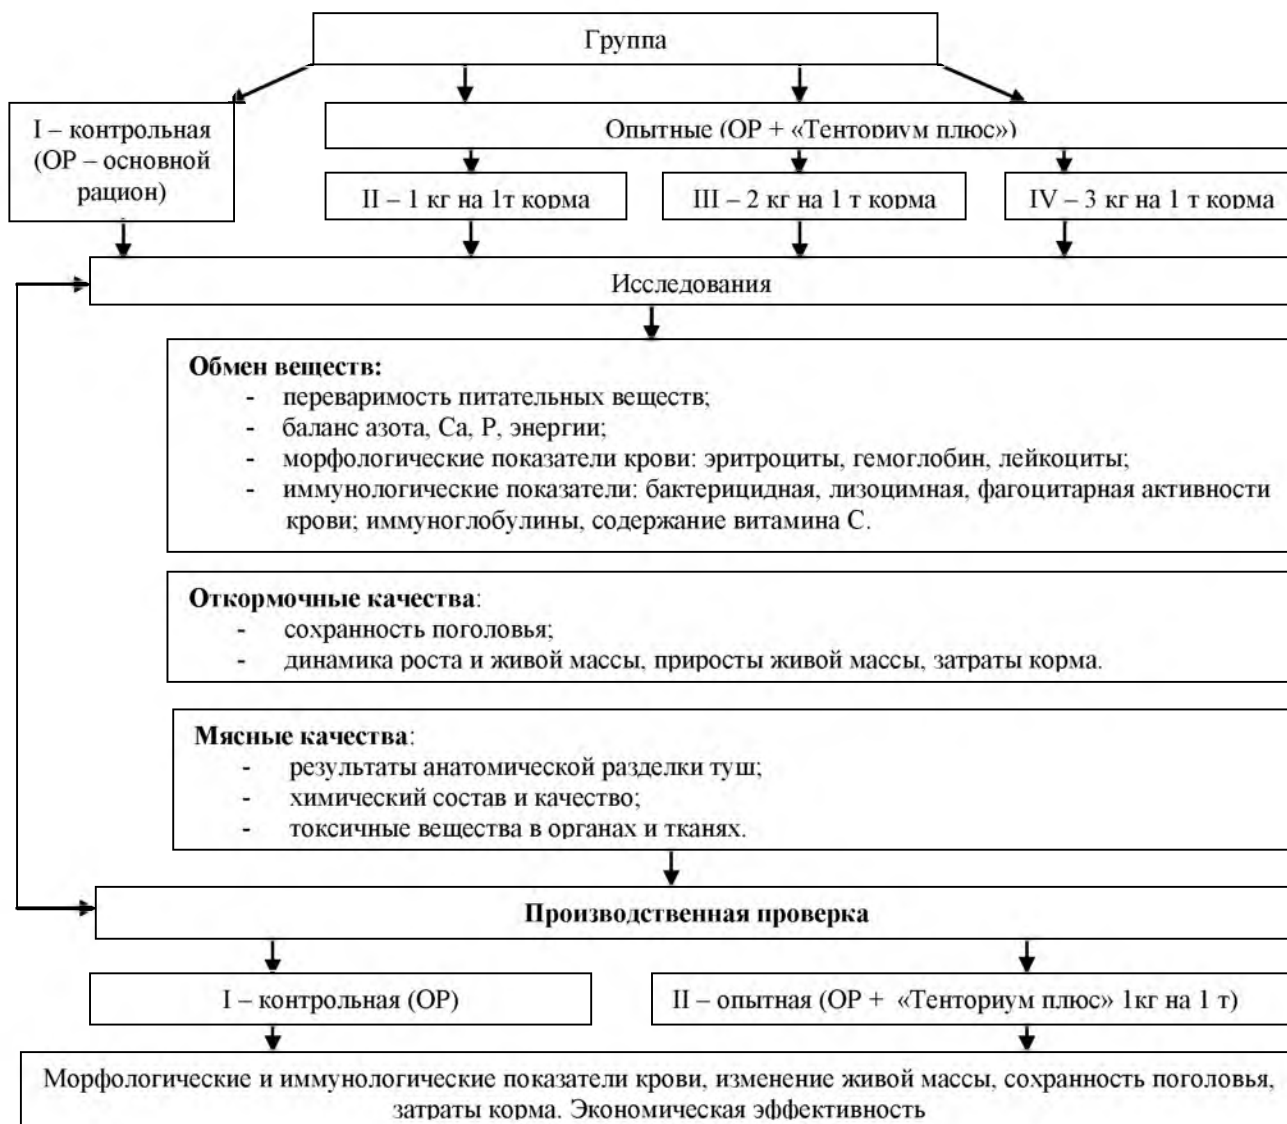 Группа
I – контрольная
(ОР – основной
рацион)
Опытные (ОР + «Тенториум плюс»)
II – 1 кг на 1т корма
III – 2 кг на 1 т корма
IV – 3 кг на 1 т корма
Исследования
Обмен веществ:
- переваримость питательных веществ;
- баланс азота, Са, Р, энергии;
- морфологические показатели крови: эритроциты, гемоглобин, лейкоциты;
- иммунологические показатели: бактерицидная, лизоцимная, фагоцитарная активности
крови; иммуноглобулины, содержание витамина С.
Откормочные качества:
- сохранность поголовья;
- динамика роста и живой массы, приросты живой массы, затраты корма.
Мясные качества:
- результаты анатомической разделки туш;
- химический состав и качество;
- токсичные вещества в органах и тканях.
Производственная проверка
I – контрольная (ОР)
II – опытная (ОР + «Тенториум плюс» 1кг на 1 т)
Морфологические и иммунологические показатели крови, изменение живой массы, сохранность поголовья,
затраты корма. Экономическая эффективность